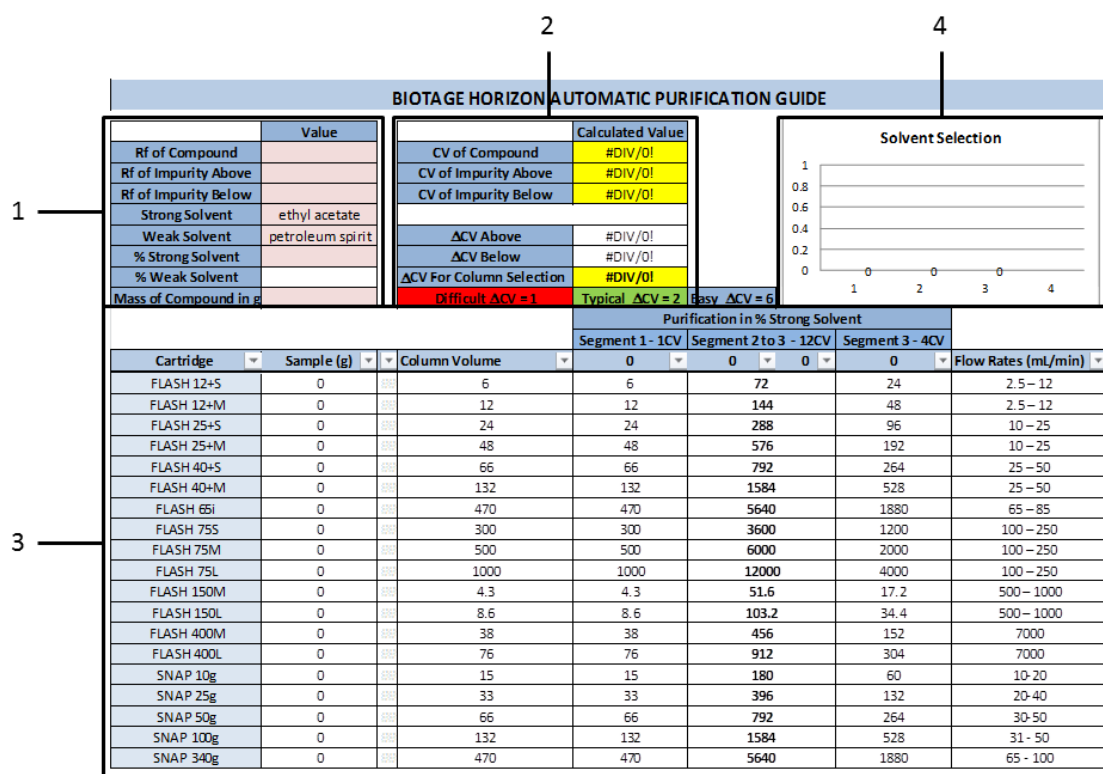 2
4
BIOTAGE HORIZON AUTOMATIC PURIFICATION GUIDE
1
Value
Rf of Compound
Rf of Impurity Above
Rf of Impurity Below
Strong Solvent ethyl acetate
Weak Solvent petroleum spirit
% Strong Solvent
% Weak Solvent
Mass of Compound in g
Calculated Value
CV of Compound #DIV/0!
CV of Impurity Above #DIV/0!
CV of Impurity Below #DIV/0!
ΔCV Above #DIV/0!
ΔCV Below #DIV/0!
ΔCV For Column Selection #DIV/0!
Difficult ΔCV = 1 Typical ΔCV = 2 Easy ΔCV = 6
Solvent Selection
1
0.8
0.6
0.4
0.2
0
0 0 0
1 2 3 4
3
Purification in % Strong Solvent
Segment 1 - 1CV Segment 2 to 3 - 12CV Segment 3 - 4CV
Cartridge Sample (g) Column Volume 0 0 0 0 Flow Rates (mL/min)
FLASH 12+S 0 6 6 72 24 2.5 – 12
FLASH 12+M 0 12 12 144 48 2.5 – 12
FLASH 25+S 0 24 24 288 96 10 – 25
FLASH 25+M 0 48 48 576 192 10 – 25
FLASH 40+S 0 66 66 792 264 25 – 50
FLASH 40+M 0 132 132 1584 528 25 – 50
FLASH 65i 0 470 470 5640 1880 65 – 85
FLASH 75S 0 300 300 3600 1200 100 – 250
FLASH 75M 0 500 500 6000 2000 100 – 250
FLASH 75L 0 1000 1000 12000 4000 100 – 250
FLASH 150M 0 4.3 4.3 51.6 17.2 500 – 1000
FLASH 150L 0 8.6 8.6 103.2 34.4 500 – 1000
FLASH 400M 0 38 38 456 152 7000
FLASH 400L 0 76 76 912 304 7000
SNAP 10g 0 15 15 180 60 10-20
SNAP 25g 0 33 33 396 132 20-40
SNAP 50g 0 66 66 792 264 30-50
SNAP 100g 0 132 132 1584 528 31 - 50
SNAP 340g 0 470 470 5640 1880 65 - 100